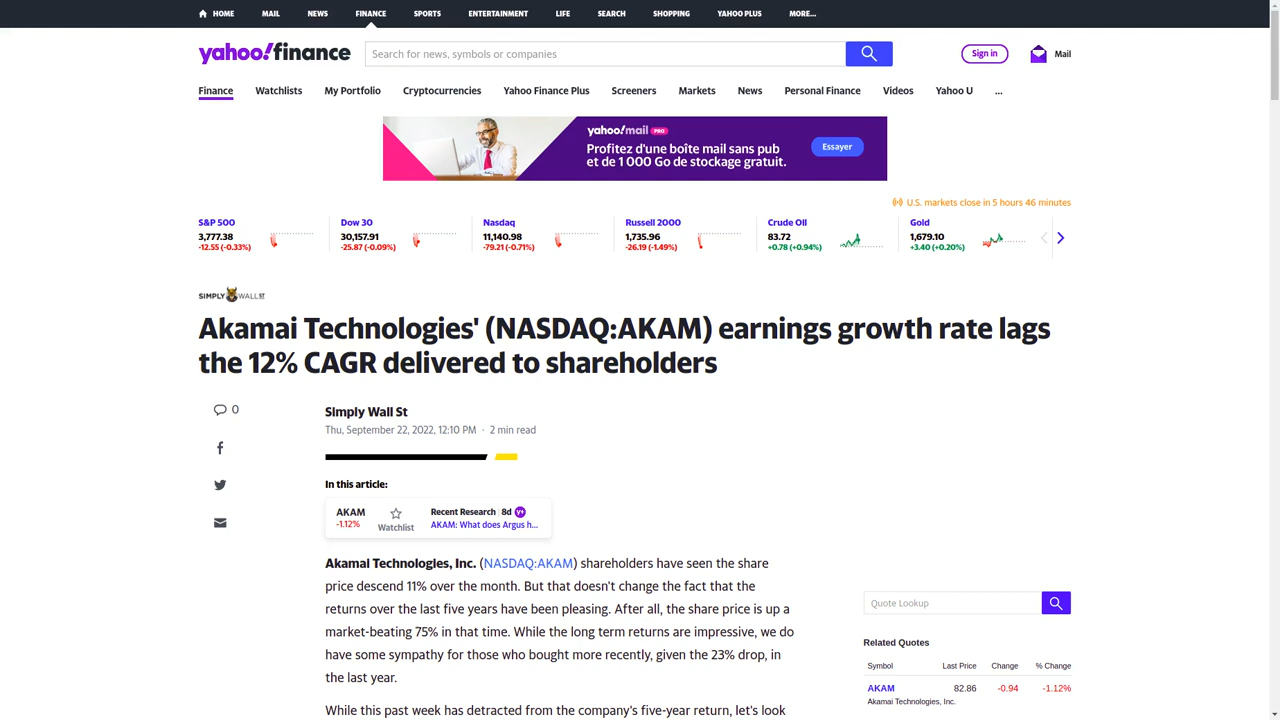 HOME MAIL NEWS FINANCE SPORTS ENTERTAINMENT LIFE SEARCH SHOPPING YAHOO PLUS MORE...
yahoo!finance
Search for news, symbols or companies
Sign in
Mail
Finance Watchlists My Portfolio Cryptocurrencies Yahoo Finance Plus Screeners Markets News Personal Finance Videos Yahoo U ...
yahoo!mail PRO
Profitez d'une boîte mail sans pub
et de 1 000 Go de stockage gratuit.
Essayer
U.S. markets close in 5 hours 46 minutes
S&P 500
3,777.38
-12.55 (-0.33%)
Dow 30
30,157.91
-25.87 (-0.09%)
Nasdaq
11,140.98
-79.21 (-0.71%)
Russell 2000
1,735.96
-26.19 (-1.49%)
Crude Oil
83.72
+0.78 (+0.94%)
Gold
1,679.10
+3.40 (+0.20%)
SIMPLY WALL ST
Akamai Technologies' (NASDAQ:AKAM) earnings growth rate lags
the 12% CAGR delivered to shareholders
0
Simply Wall St
Thu, September 22, 2022, 12:10 PM · 2 min read
In this article:
AKAM
-1.12%
Watchlist
Recent Research | 8d Y+
AKAM: What does Argus h...
Akamai Technologies, Inc. (NASDAQ:AKAM) shareholders have seen the share
price descend 11% over the month. But that doesn't change the fact that the
returns over the last five years have been pleasing. After all, the share price is up a
market-beating 75% in that time. While the long term returns are impressive, we do
have some sympathy for those who bought more recently, given the 23% drop, in
the last year.
While this past week has detracted from the company's five-year return, let's look
Quote Lookup
Related Quotes
Symbol Last Price Change % Change
AKAM 82.86 -0.94 -1.12%
Akamai Technologies, Inc.